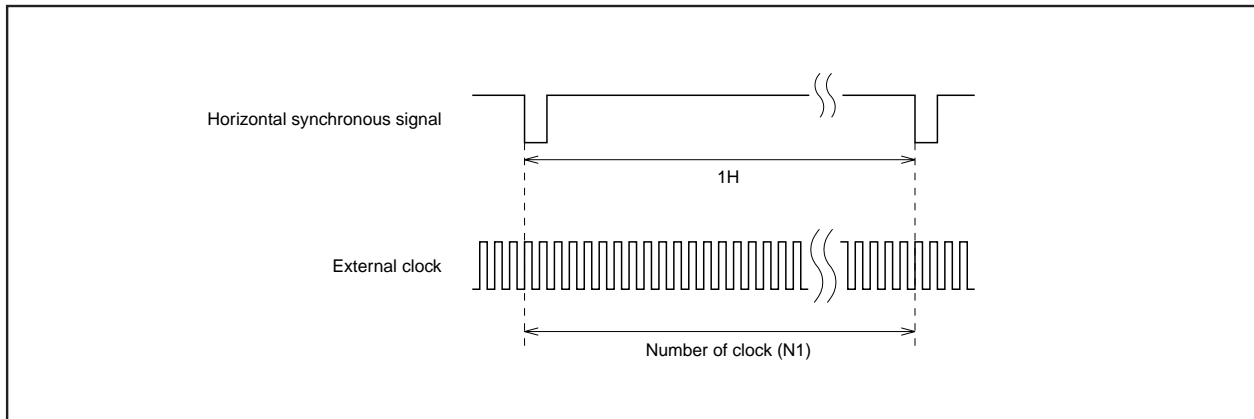 Horizontal synchronous signal
1H
External clock
Number of clock (N1)